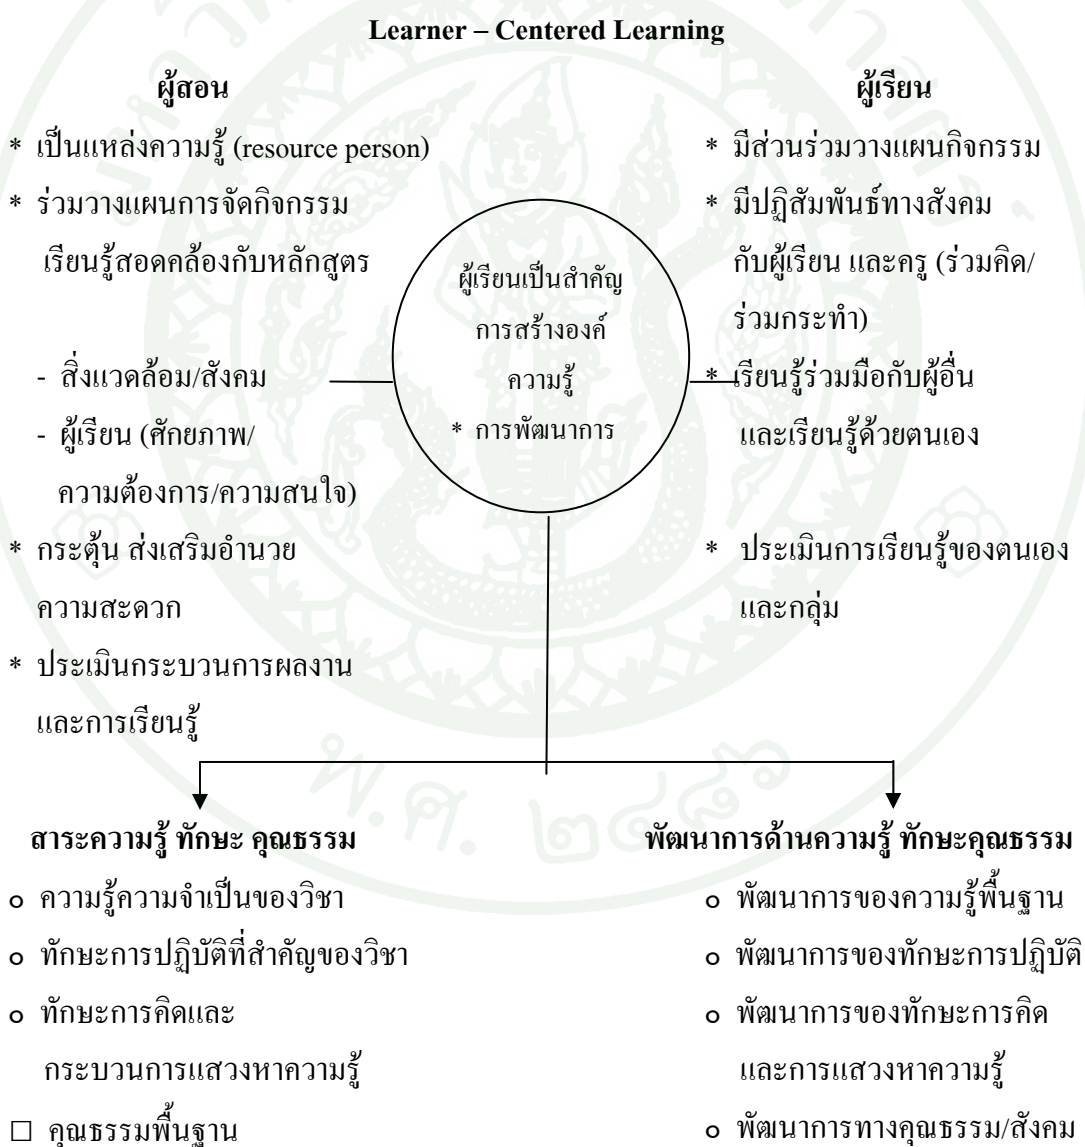 Learner – Centered Learning
ผู้สอน
* เป็นแหล่งความรู้ (resource person)
* ร่วมวางแผนการจัดกิจกรรม
เรียนรู้สอดคล้องกับหลักสูตร
- สิ่งแวดล้อม/สังคม
- ผู้เรียน (ศักยภาพ/
ความต้องการ/ความสนใจ)
* กระตุ้น ส่งเสริมอำนวย
ความสะดวก
* ประเมินกระบวนการผลงาน
และการเรียนรู้
ผู้เรียนเป็นสำคัญ
การสร้างองค์
ความรู้
* การพัฒนาการ
ผู้เรียน
* มีส่วนร่วมวางแผนกิจกรรม
* มีปฏิสัมพันธ์ทางสังคม
กับผู้เรียน และครู (ร่วมคิด/
ร่วมกระทำ)
* เรียนรู้ร่วมมือกับผู้อื่น
และเรียนรู้ด้วยตนเอง
* ประเมินการเรียนรู้ของตนเอง
และกลุ่ม
สาระความรู้ ทักษะ คุณธรรม
o ความรู้ความจำเป็นของวิชา
o ทักษะการปฏิบัติที่สำคัญของวิชา
o ทักษะการคิดและ
กระบวนการแสวงหาความรู้
□ คุณธรรมพื้นฐาน
พัฒนาการด้านความรู้ ทักษะคุณธรรม
o พัฒนาการของความรู้พื้นฐาน
o พัฒนาการของทักษะการปฏิบัติ
o พัฒนาการของทักษะการคิด
และการแสวงหาความรู้
o พัฒนาการทางคุณธรรม/สังคม
พ.ศ. ๒๔๘๖